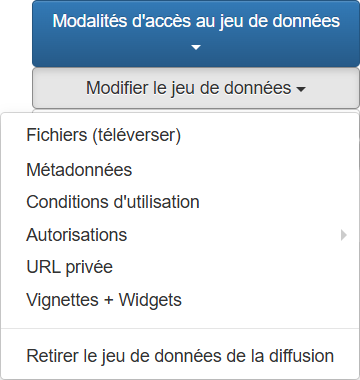 Modalités d'accès au jeu de données
Modifier le jeu de données
Fichiers (téléverser)
Métadonnées
Conditions d'utilisation
Autorisations
URL privée
Vignettes + Widgets
Retirer le jeu de données de la diffusion